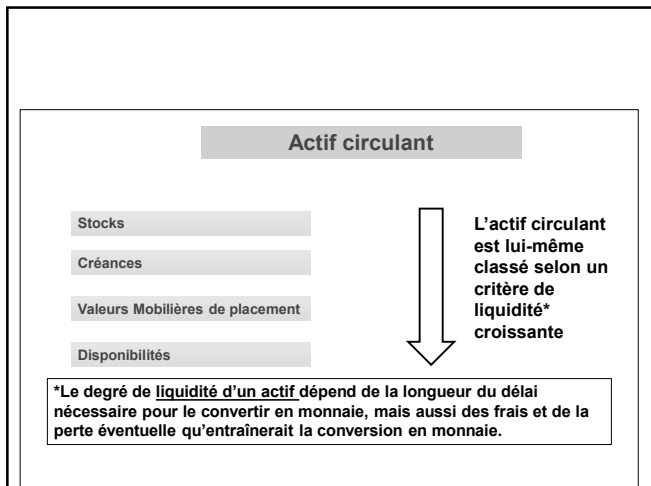 Actif circulant
Stocks
Créances
Valeurs Mobilières de placement
Disponibilités
L’actif circulant
est lui-même
classé selon un
critère de
liquidité*
croissante
*Le degré de liquidité d’un actif dépend de la longueur du délai
nécessaire pour le convertir en monnaie, mais aussi des frais et de la
perte éventuelle qu’entraînerait la conversion en monnaie.